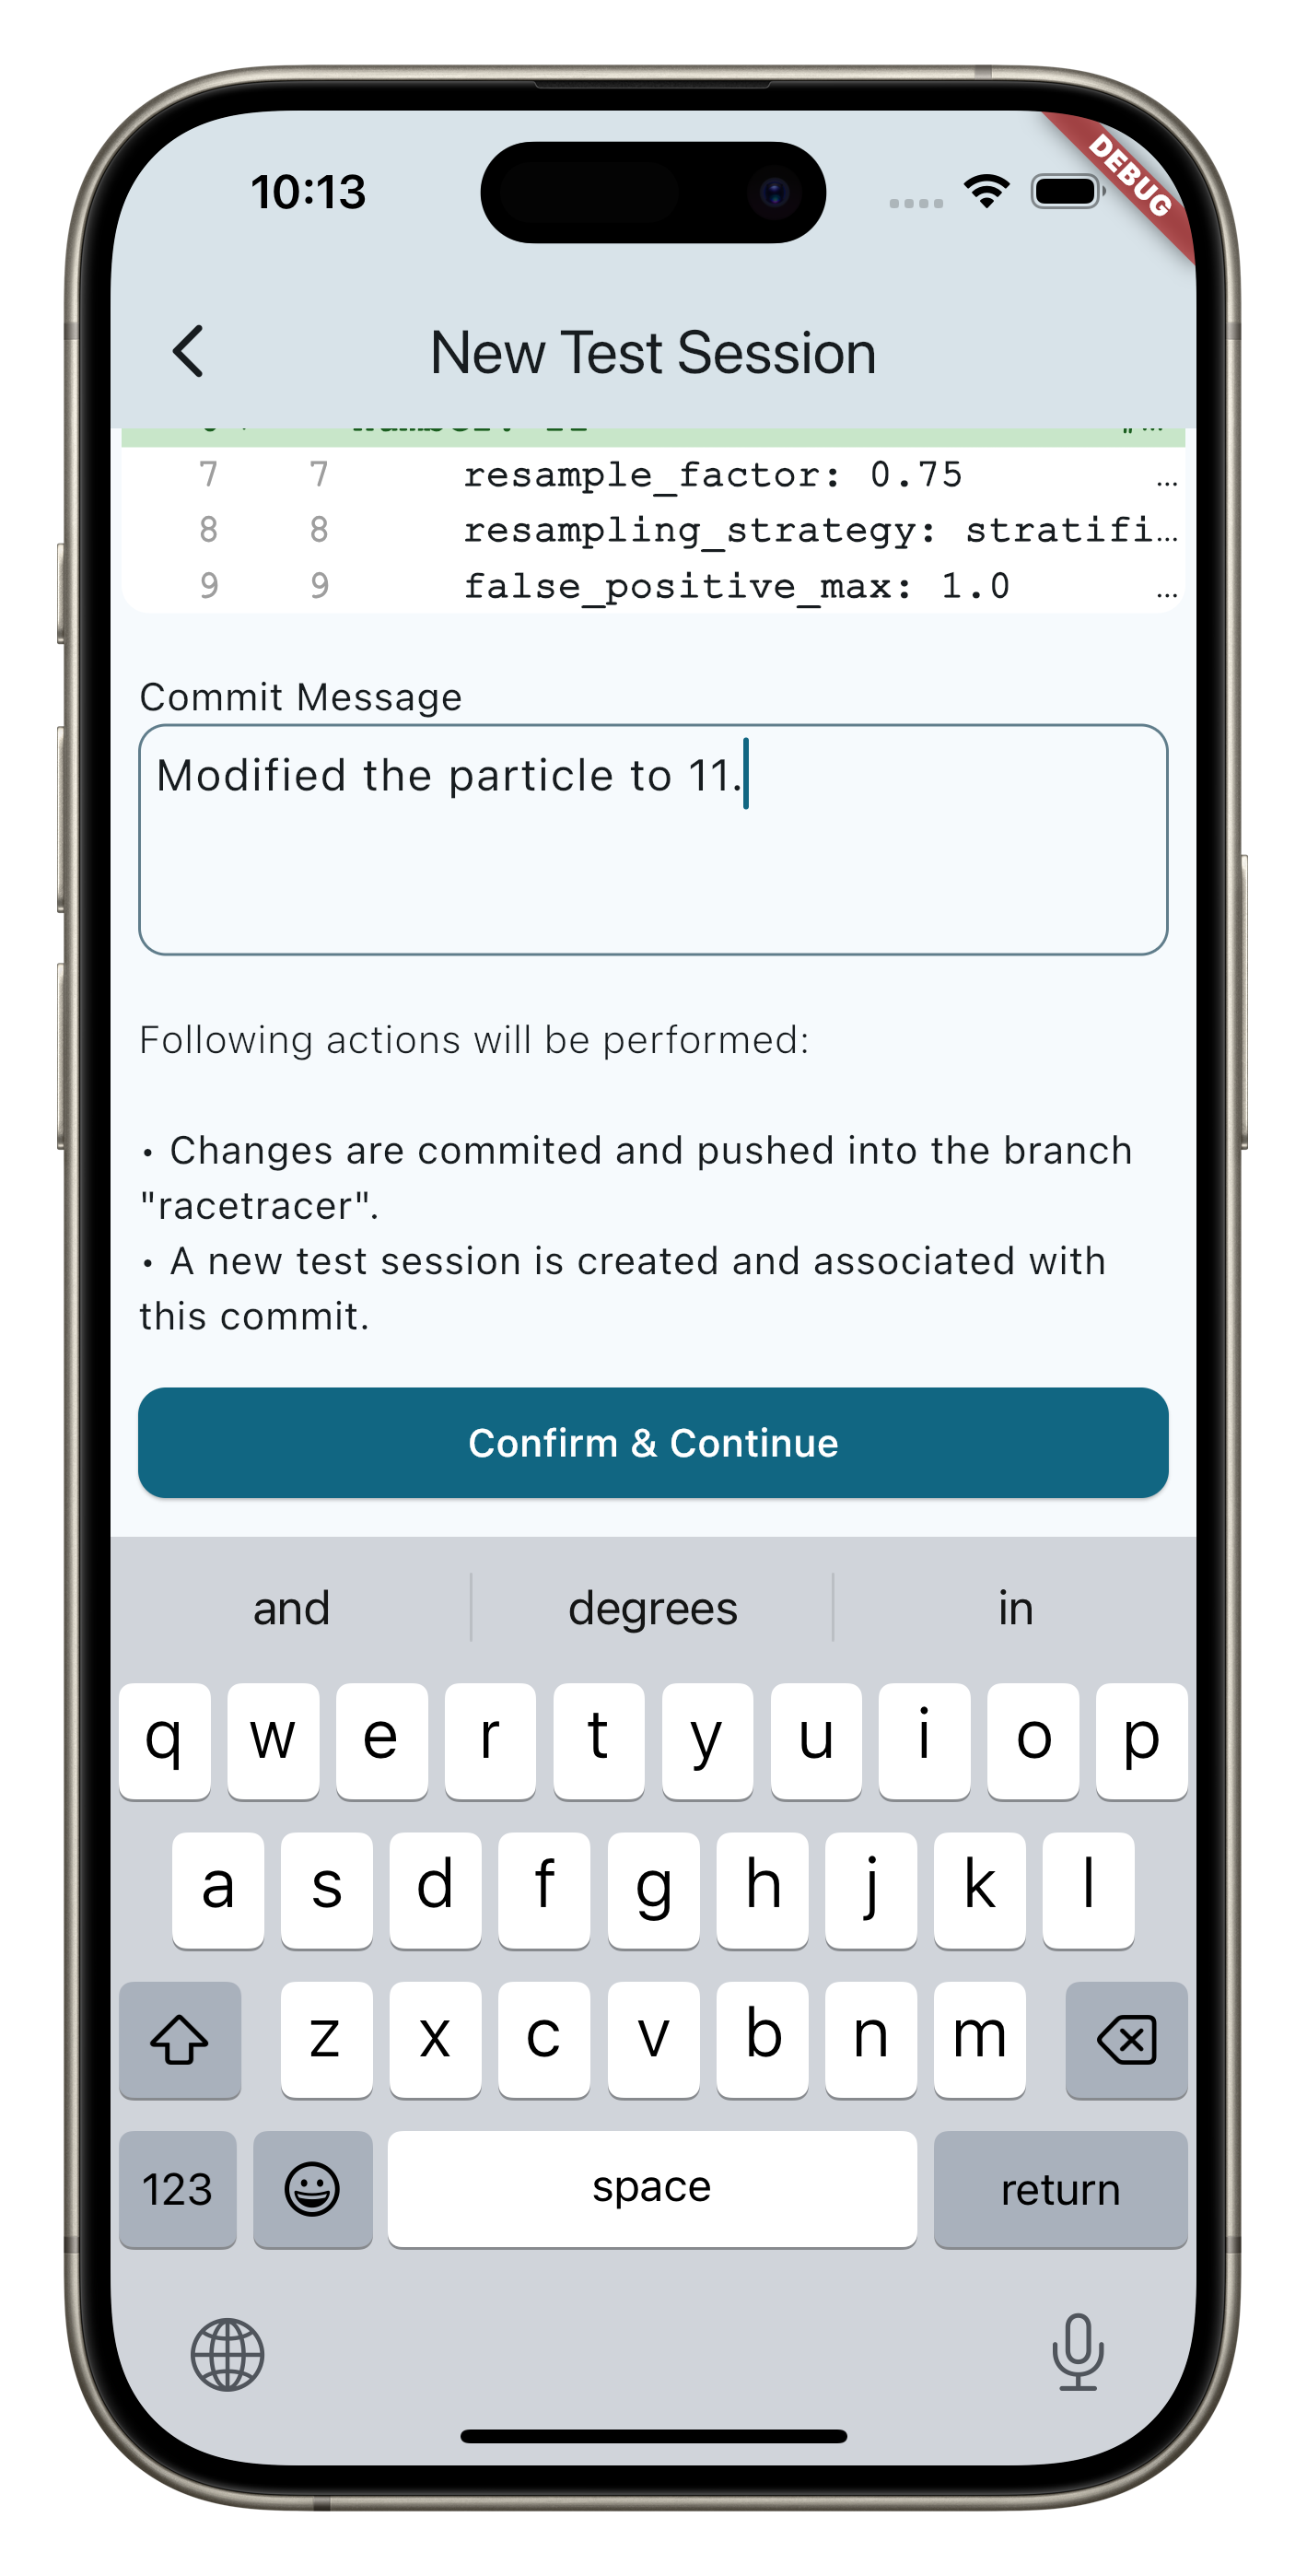 10:13
DEBUG
New Test Session
number: 11
7 7 resample_factor: 0.75 …
8 8 resampling_strategy: stratifi…
9 9 false_positive_max: 1.0 …
Commit Message
Modified the particle to 11.
Following actions will be performed:
• Changes are commited and pushed into the branch
"racetracer".
• A new test session is created and associated with
this commit.
Confirm & Continue
and degrees in
q w e r t y u i o p
a s d f g h j k l
z x c v b n m
123 space return